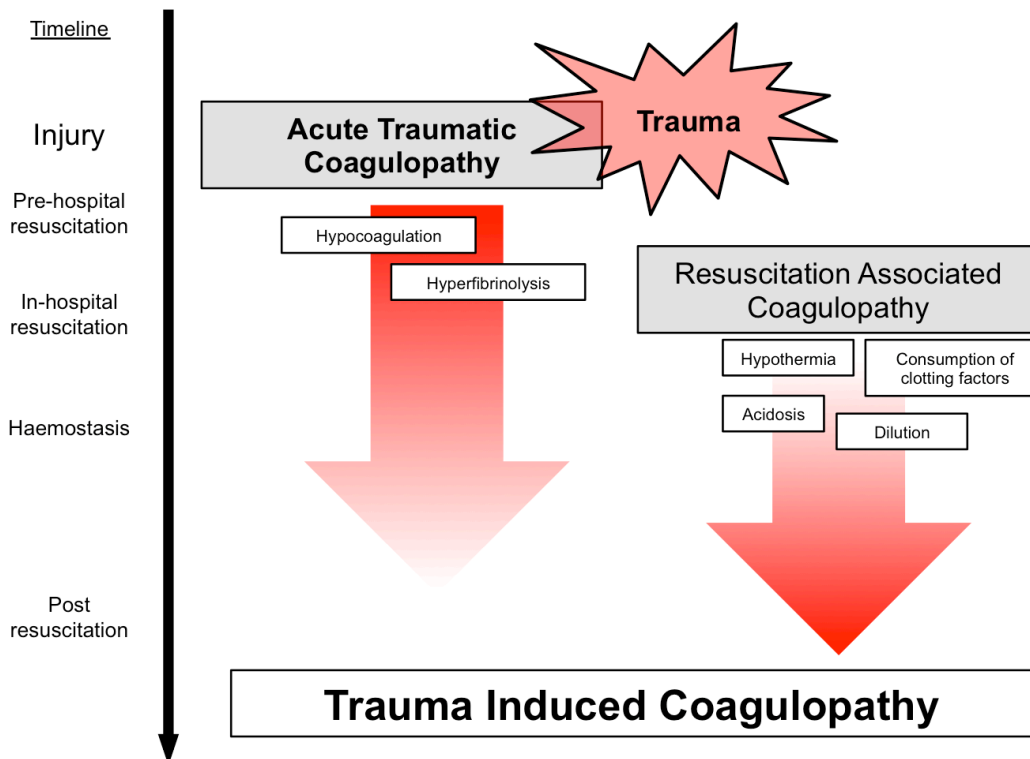 Timeline
Injury
Pre-hospital
resuscitation
In-hospital
resuscitation
Haemostasis
Post
resuscitation
Trauma
Acute Traumatic
Coagulopathy
Hypocoagulation
Hyperfibrinolysis
Resuscitation Associated
Coagulopathy
Hypothermia
Consumption of
clotting factors
Acidosis
Dilution
Trauma Induced Coagulopathy